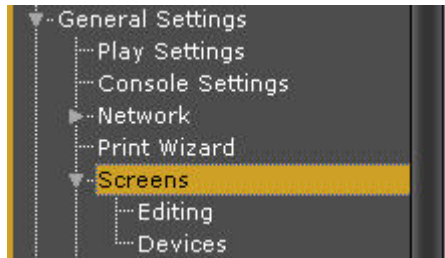 General Settings
Play Settings
Console Settings
Network
Print Wizard
Screens
Editing
Devices